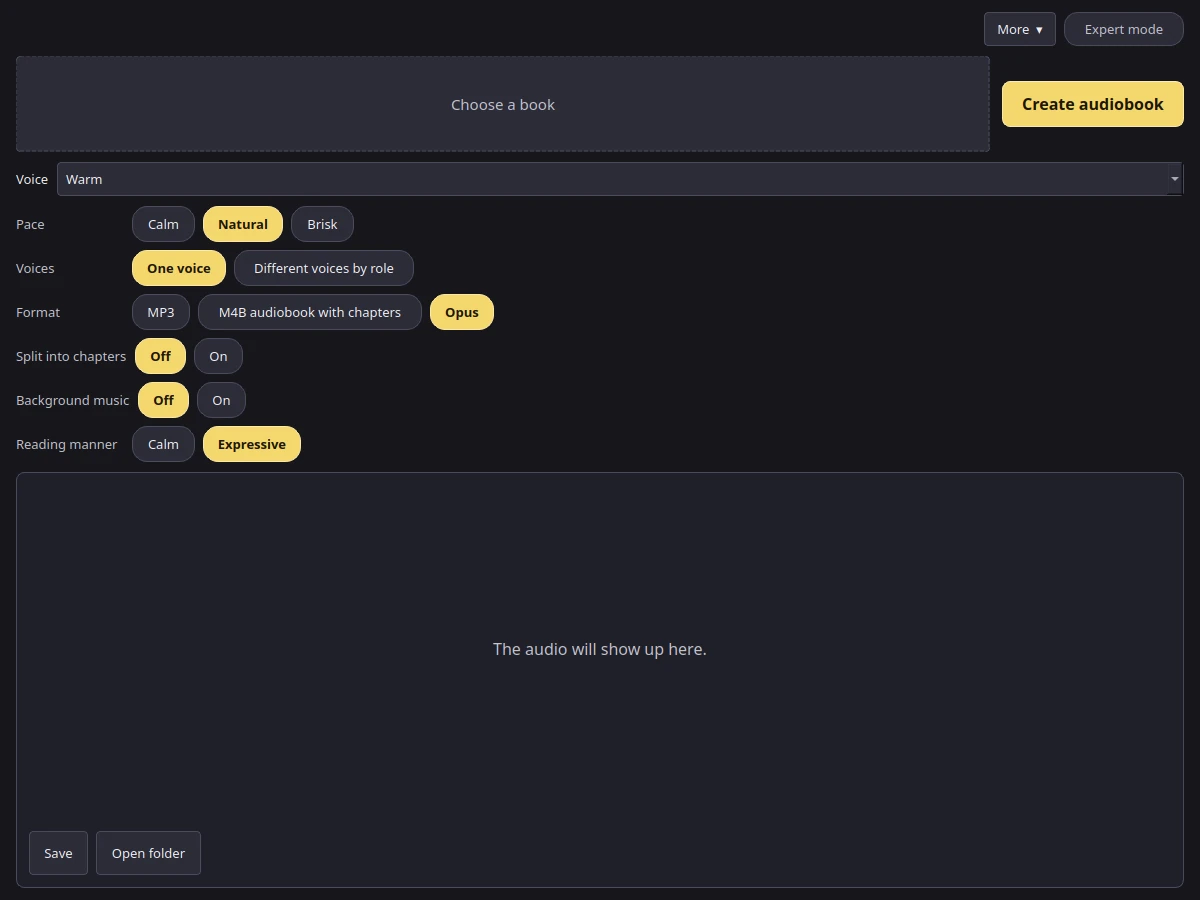 More ▾ Expert mode
Choose a book
Create audiobook
Voice Warm
Pace Calm Natural Brisk
Voices One voice Different voices by role
Format MP3 M4B audiobook with chapters Opus
Split into chapters Off On
Background music Off On
Reading manner Calm Expressive
The audio will show up here.
Save Open folder